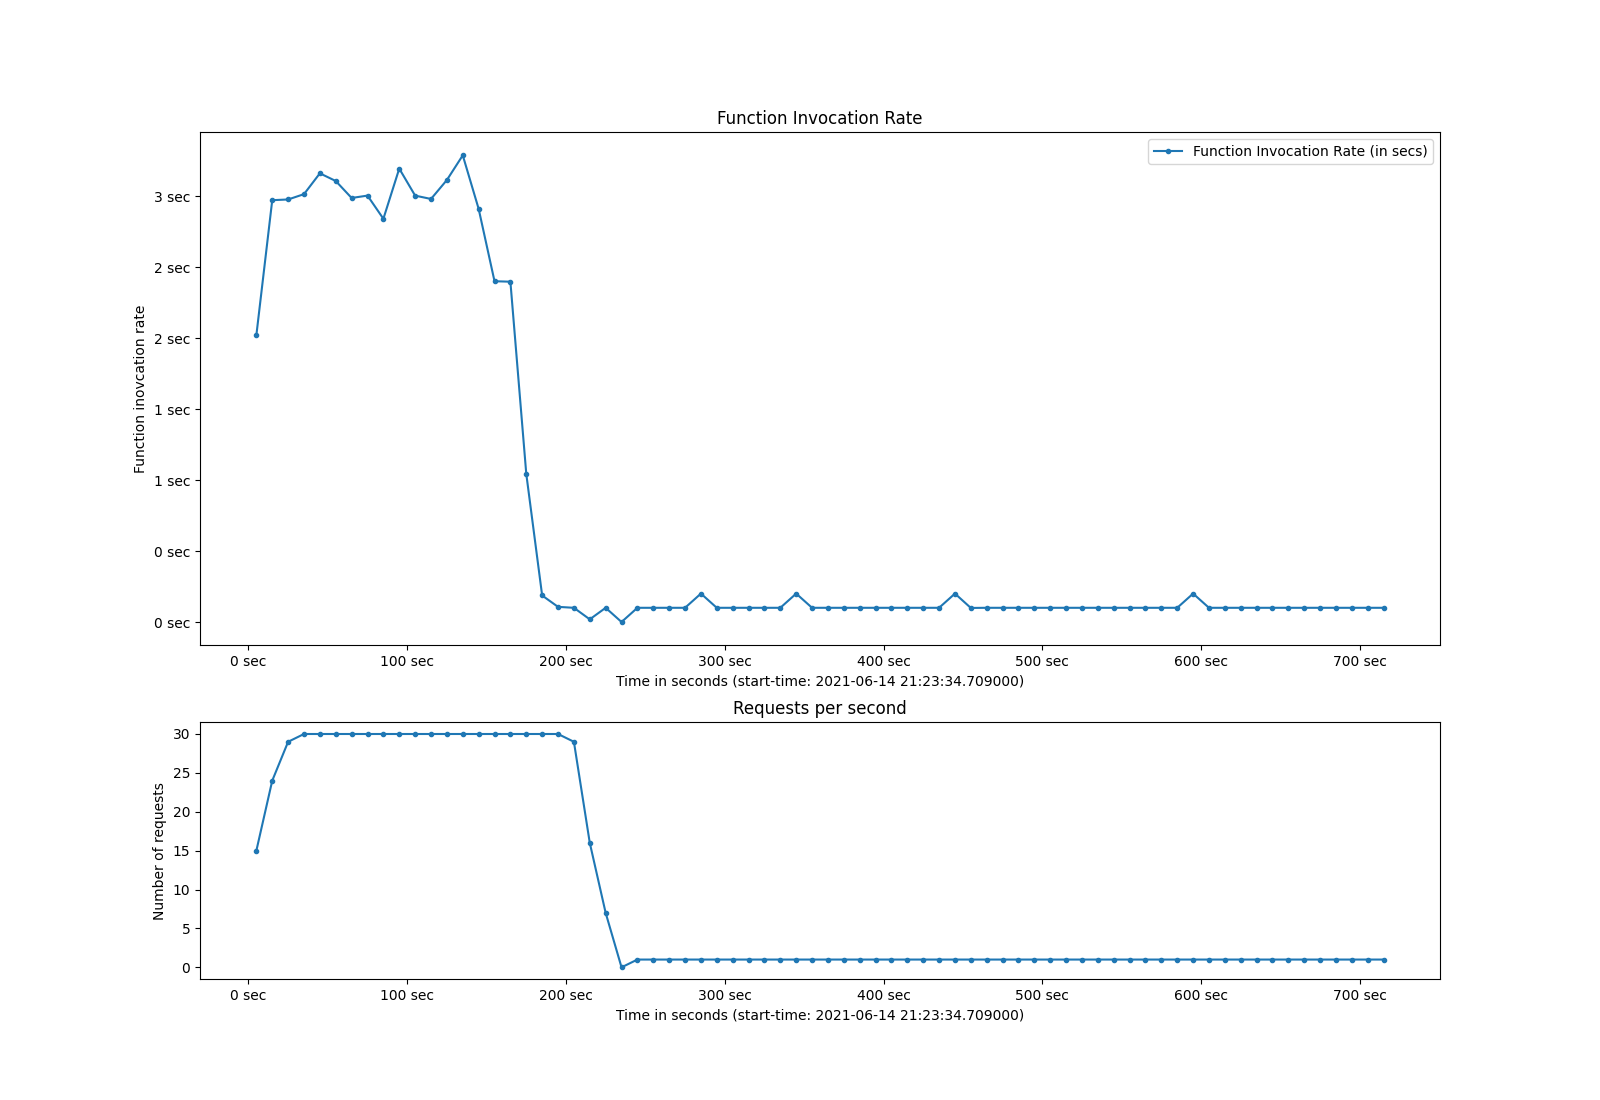 Function Invocation Rate
Function Invocation Rate (in secs)
Function inovcation rate
3 sec
2 sec
2 sec
1 sec
1 sec
0 sec
0 sec
0 sec 100 sec 200 sec 300 sec 400 sec 500 sec 600 sec 700 sec
Time in seconds (start-time: 2021-06-14 21:23:34.709000)
Requests per second
Number of requests
30
25
20
15
10
5
0
0 sec 100 sec 200 sec 300 sec 400 sec 500 sec 600 sec 700 sec
Time in seconds (start-time: 2021-06-14 21:23:34.709000)